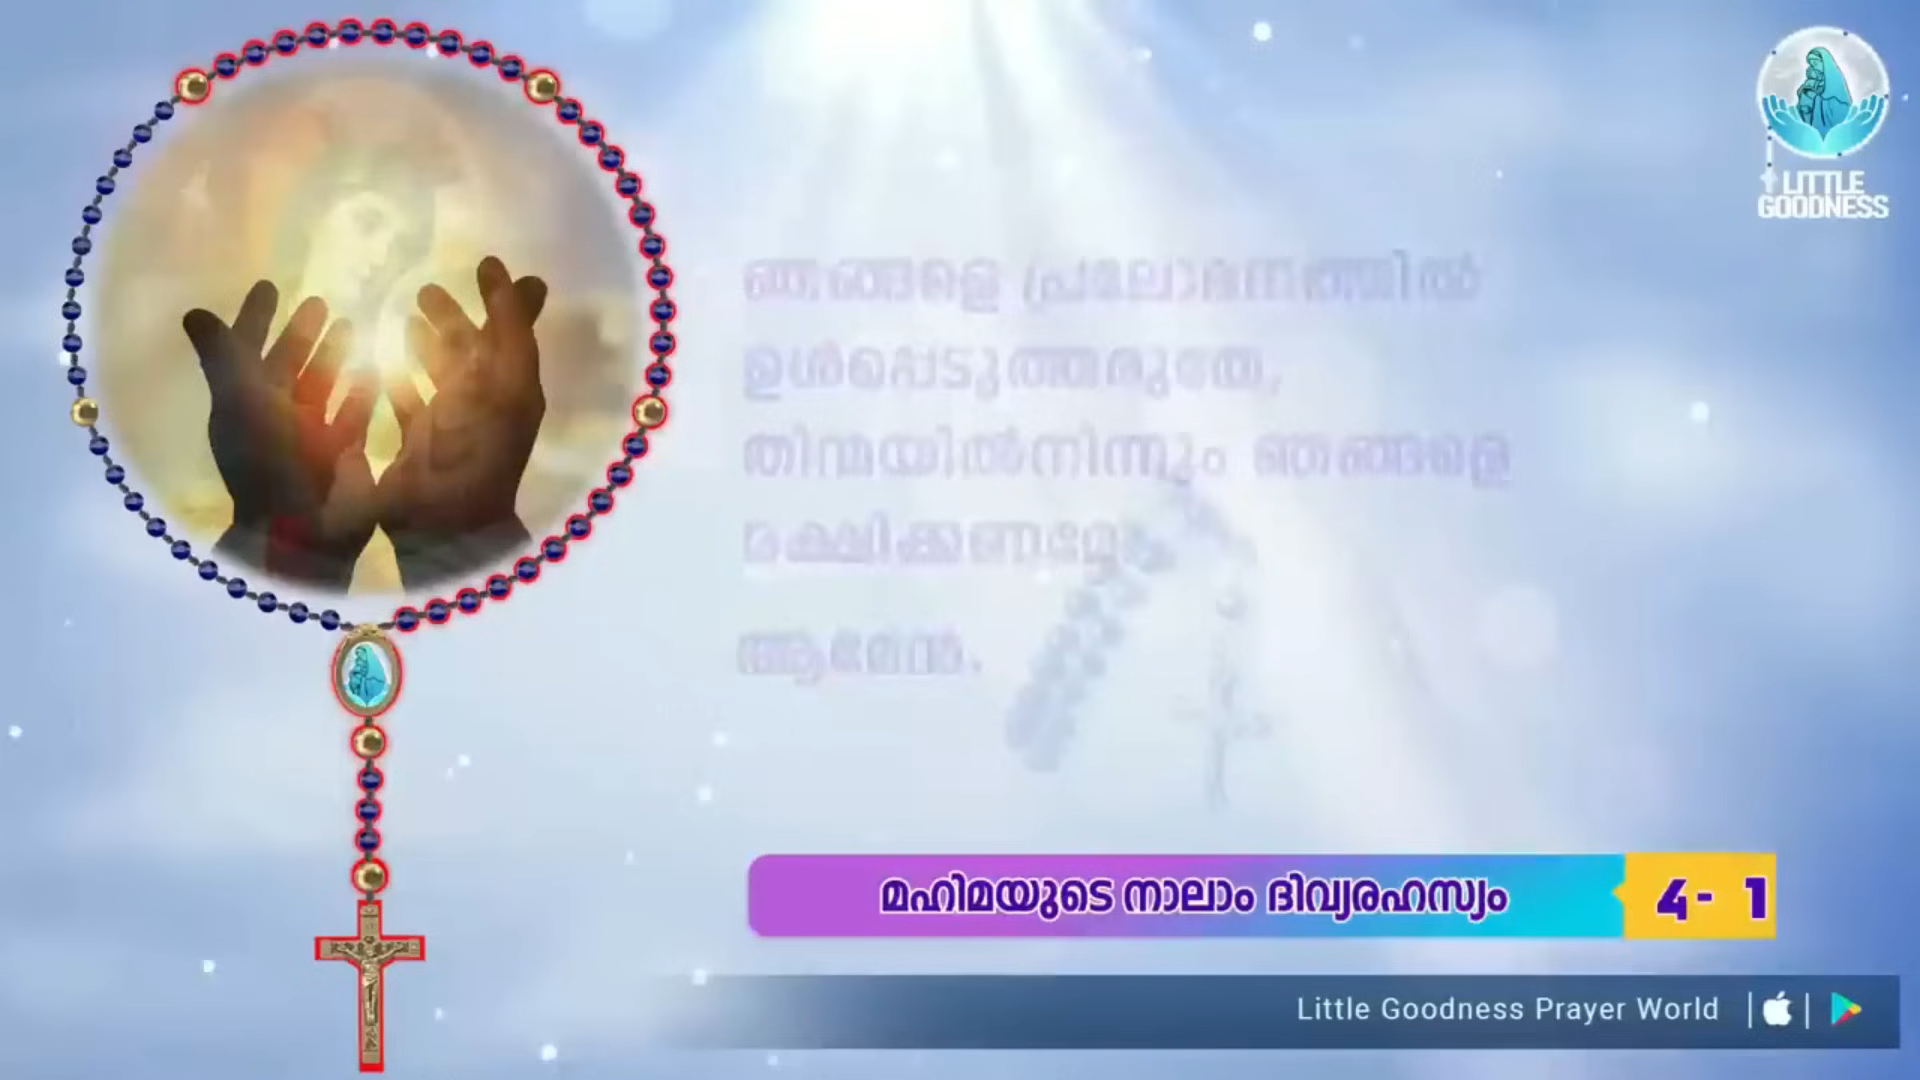 LITTLE
GOODNESS
ഞങ്ങളെ പ്രലോഭനത്തിൽ
ഉൾപ്പെടുത്തരുതേ,
തിന്മയിൽനിന്നും ഞങ്ങളെ
രക്ഷിക്കണമേ
ആമേൻ.
മഹിമയുടെ നാലാം ദിവ്യരഹസ്യം 4- 1
Little Goodness Prayer World